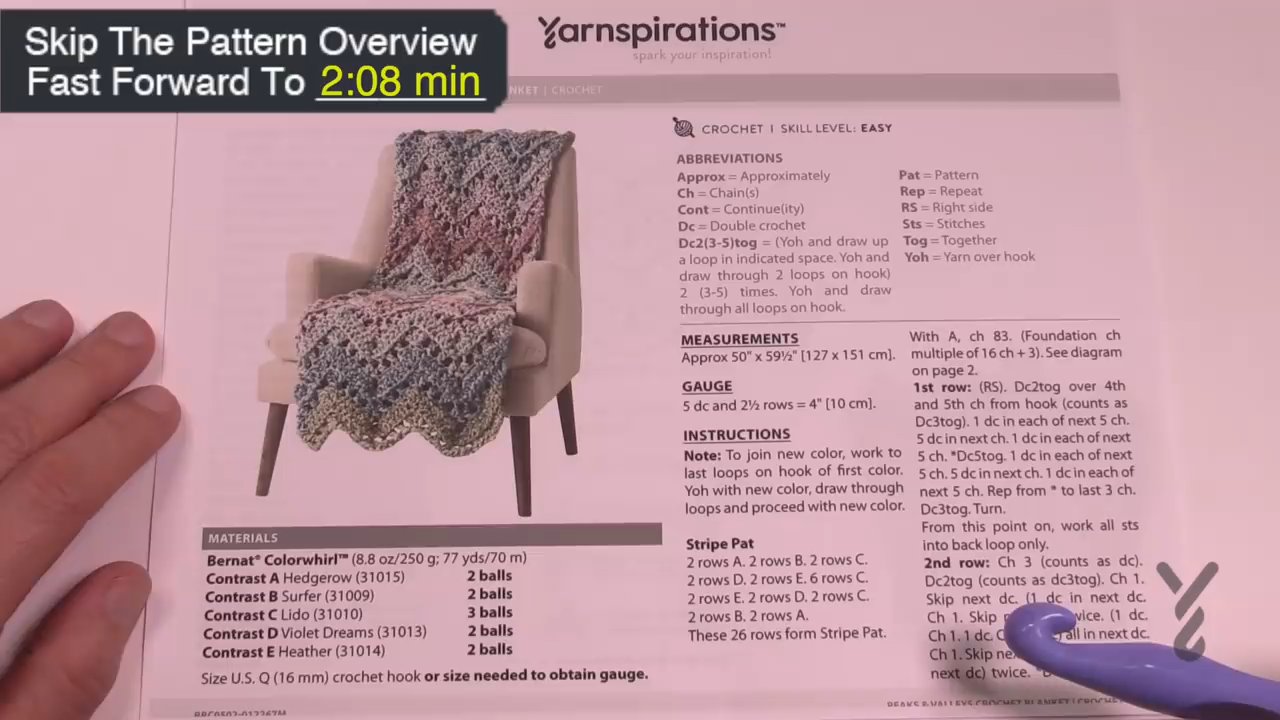 Skip The Pattern Overview
Fast Forward To 2:08 min
Yarnspirations™
spark your inspiration!
NKET | CROCHET
CROCHET I SKILL LEVEL: EASY
ABBREVIATIONS
Approx = Approximately
Ch = Chain(s)
Cont = Continue(ity)
Dc = Double crochet
Dc2(3-5)tog = (Yoh and draw up
a loop in indicated space. Yoh and
draw through 2 loops on hook)
2 (3-5) times. Yoh and draw
through all loops on hook.
Pat = Pattern
Rep = Repeat
RS = Right side
Sts = Stitches
Tog = Together
Yoh = Yarn over hook
MEASUREMENTS
Approx 50" x 59½" [127 x 151 cm].
GAUGE
5 dc and 2½ rows = 4" [10 cm].
INSTRUCTIONS
Note: To join new color, work to
last loops on hook of first color.
Yoh with new color, draw through
loops and proceed with new color.
Stripe Pat
2 rows A. 2 rows B. 2 rows C.
2 rows D. 2 rows E. 6 rows C.
2 rows E. 2 rows D. 2 rows C.
2 rows B. 2 rows A.
These 26 rows form Stripe Pat.
With A, ch 83. (Foundation ch
multiple of 16 ch + 3). See diagram
on page 2.
1st row: (RS). Dc2tog over 4th
and 5th ch from hook (counts as
Dc3tog). 1 dc in each of next 5 ch.
5 dc in next ch. 1 dc in each of next
5 ch. *Dc5tog. 1 dc in each of next
5 ch. 5 dc in next ch. 1 dc in each of
next 5 ch. Rep from * to last 3 ch.
Dc3tog. Turn.
From this point on, work all sts
into back loop only.
2nd row: Ch 3 (counts as dc).
Dc2tog (counts as dc3tog). Ch 1.
Skip next dc. (1 dc in next dc.
Ch 1. Skip twice. (1 dc.
Ch 1. 1 dc. all in next dc.
Ch 1. Skip
next dc) twice.
MATERIALS
Bernat® Colorwhirl™ (8.8 oz/250 g; 77 yds/70 m)
Contrast A Hedgerow (31015) 2 balls
Contrast B Surfer (31009) 2 balls
Contrast C Lido (31010) 3 balls
Contrast D Violet Dreams (31013) 2 balls
Contrast E Heather (31014) 2 balls
Size U.S. Q (16 mm) crochet hook or size needed to obtain gauge.